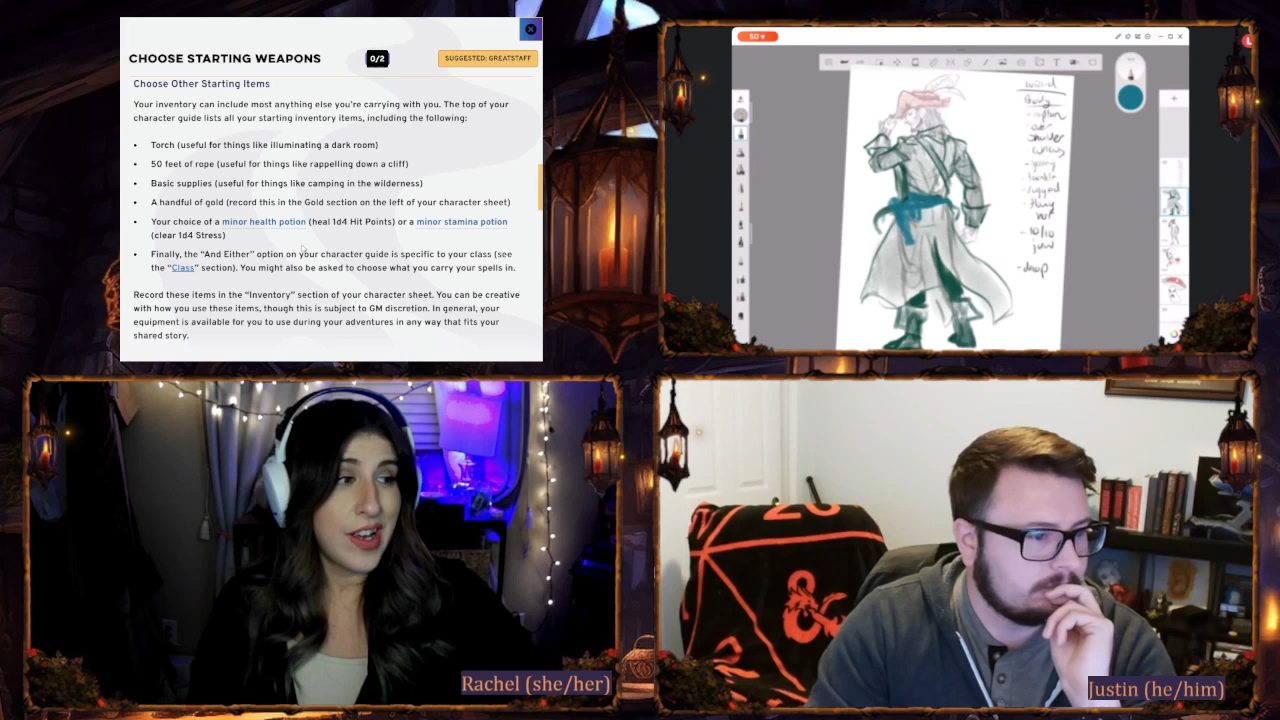 CHOOSE STARTING WEAPONS
0/2
SUGGESTED: GREATSTAFF
Choose Other Starting Items
Your inventory can include most anything else you're carrying with you. The top of your
character guide lists all your starting inventory items, including the following:
• Torch (useful for things like illuminating a dark room)
• 50 feet of rope (useful for things like rappelling down a cliff)
• Basic supplies (useful for things like camping in the wilderness)
• A handful of gold (record this in the Gold section on the left of your character sheet)
• Your choice of a minor health potion (heal 1d4 Hit Points) or a minor stamina potion
(clear 1d4 Stress)
• Finally, the “And Either” option on your character guide is specific to your class (see
the “Class” section). You might also be asked to choose what you carry your spells in.
Record these items in the “Inventory” section of your character sheet. You can be creative
with how you use these items, though this is subject to GM discretion. In general, your
equipment is available for you to use during your adventures in any way that fits your
shared story.
wizard
shoulder
- rugged
- 10/10
Rachel (she/her)
Justin (he/him)